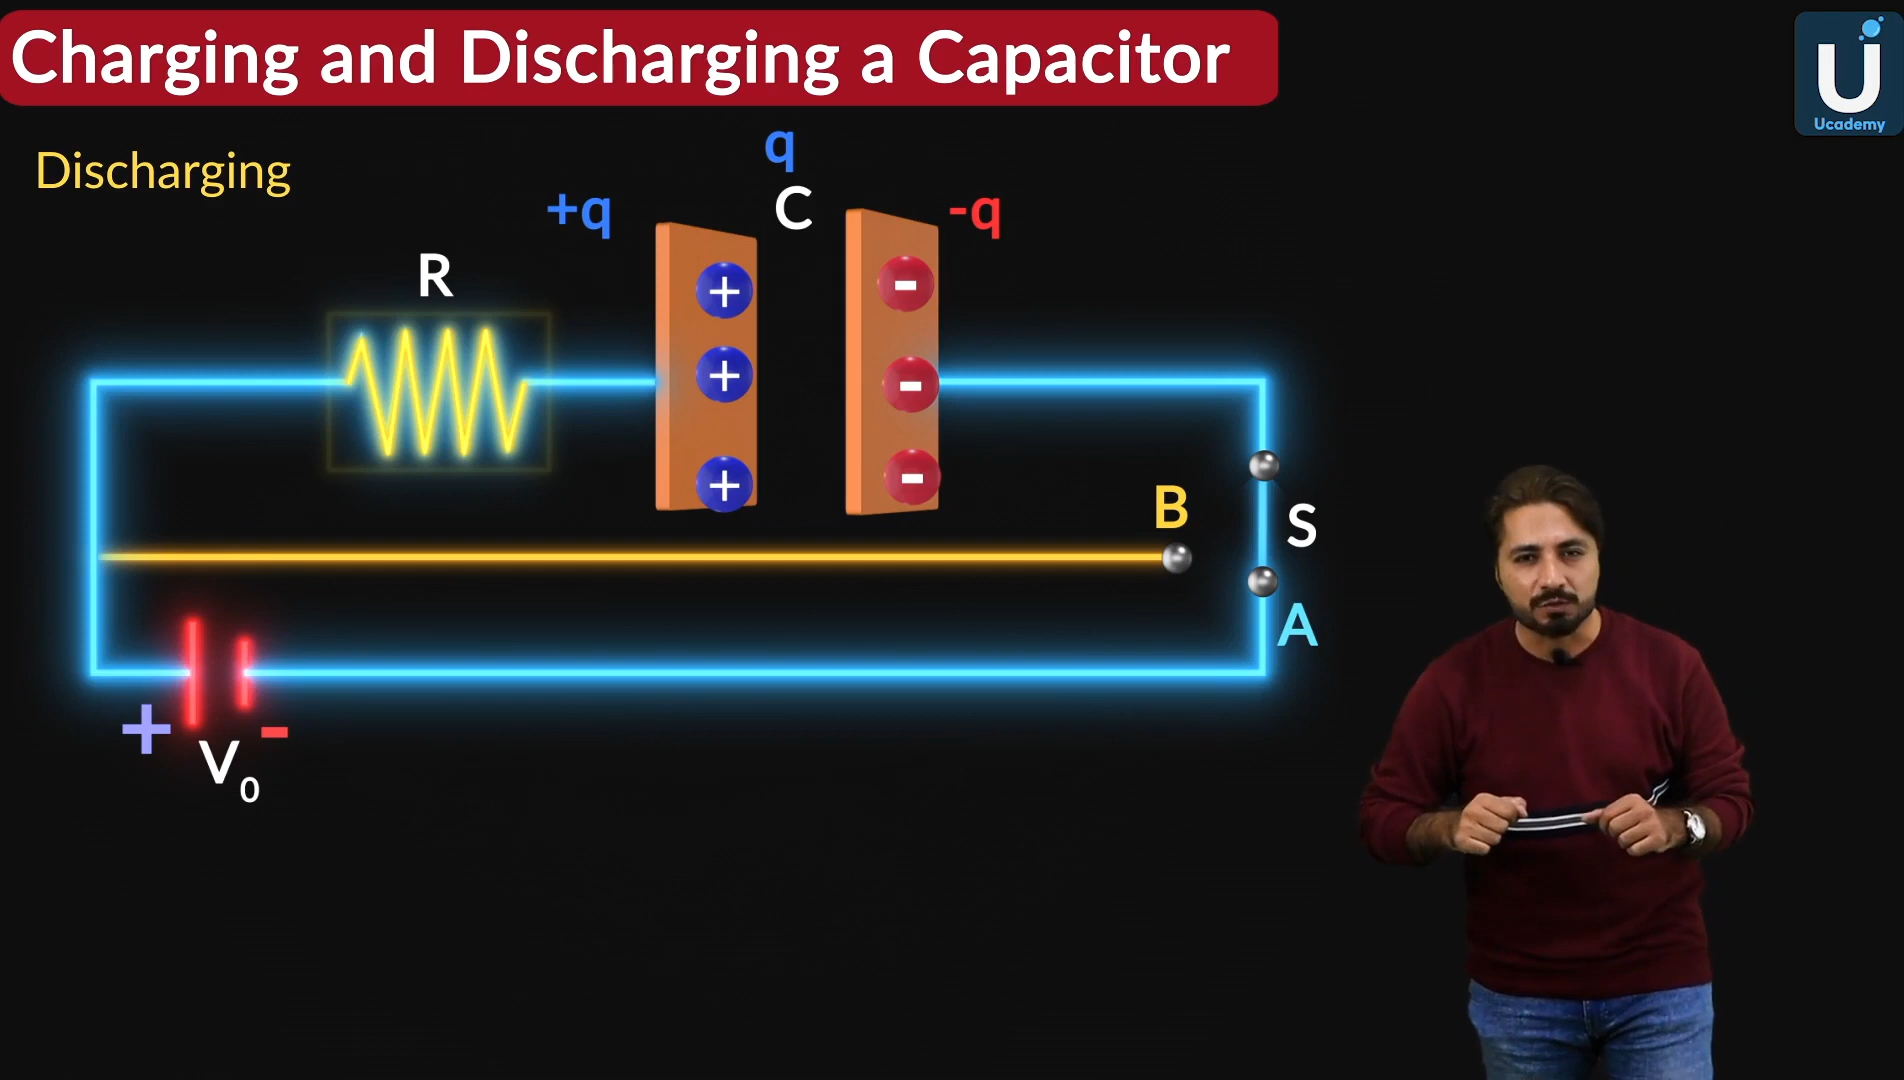 Charging and Discharging a Capacitor
Ucademy
Discharging
q
+q
C
-q
R
+
-
+
-
+
-
B
S
A
+
-
V₀